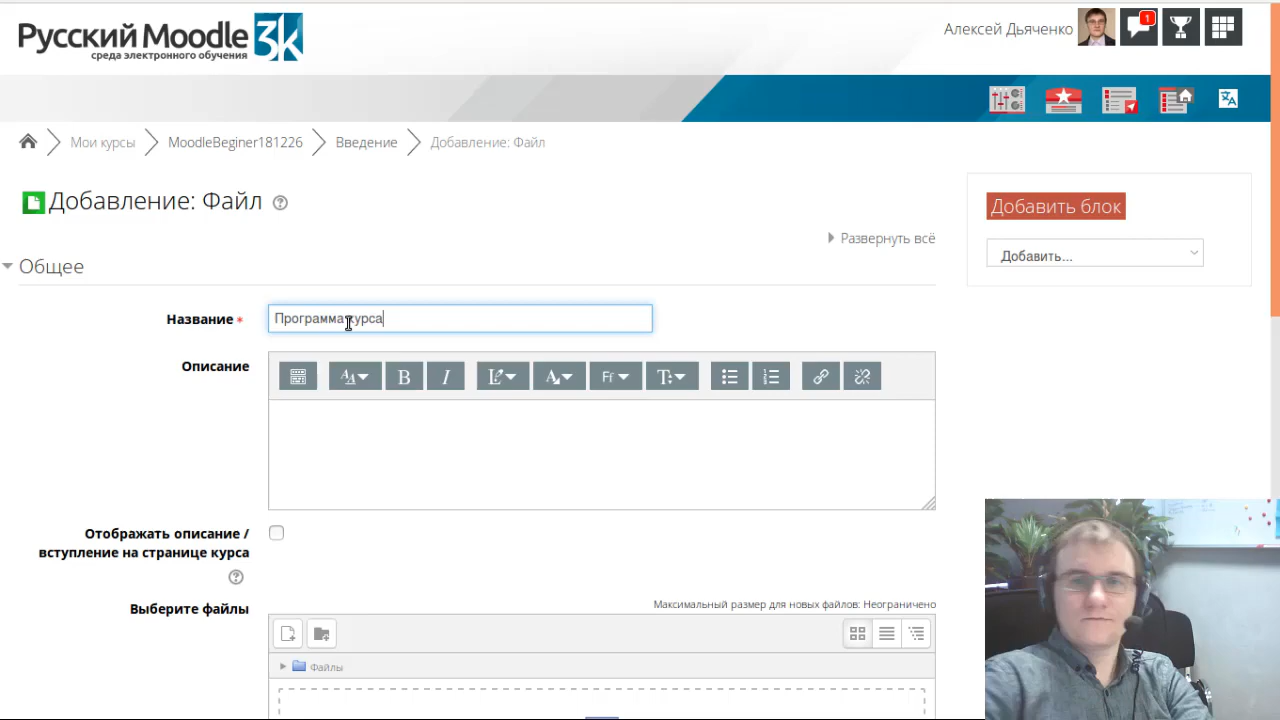 Русский Moodle 3k
среда электронного обучения
Алексей Дьяченко
1
Мои курсы
MoodleBeginer181226
Введение
Добавление: Файл
Добавление: Файл
Развернуть всё
Общее
Название
Программа курса
Описание
B
I
Ff
T
Отображать описание /
вступление на странице курса
Выберите файлы
Максимальный размер для новых файлов: Неограничено
Файлы
Добавить блок
Добавить...